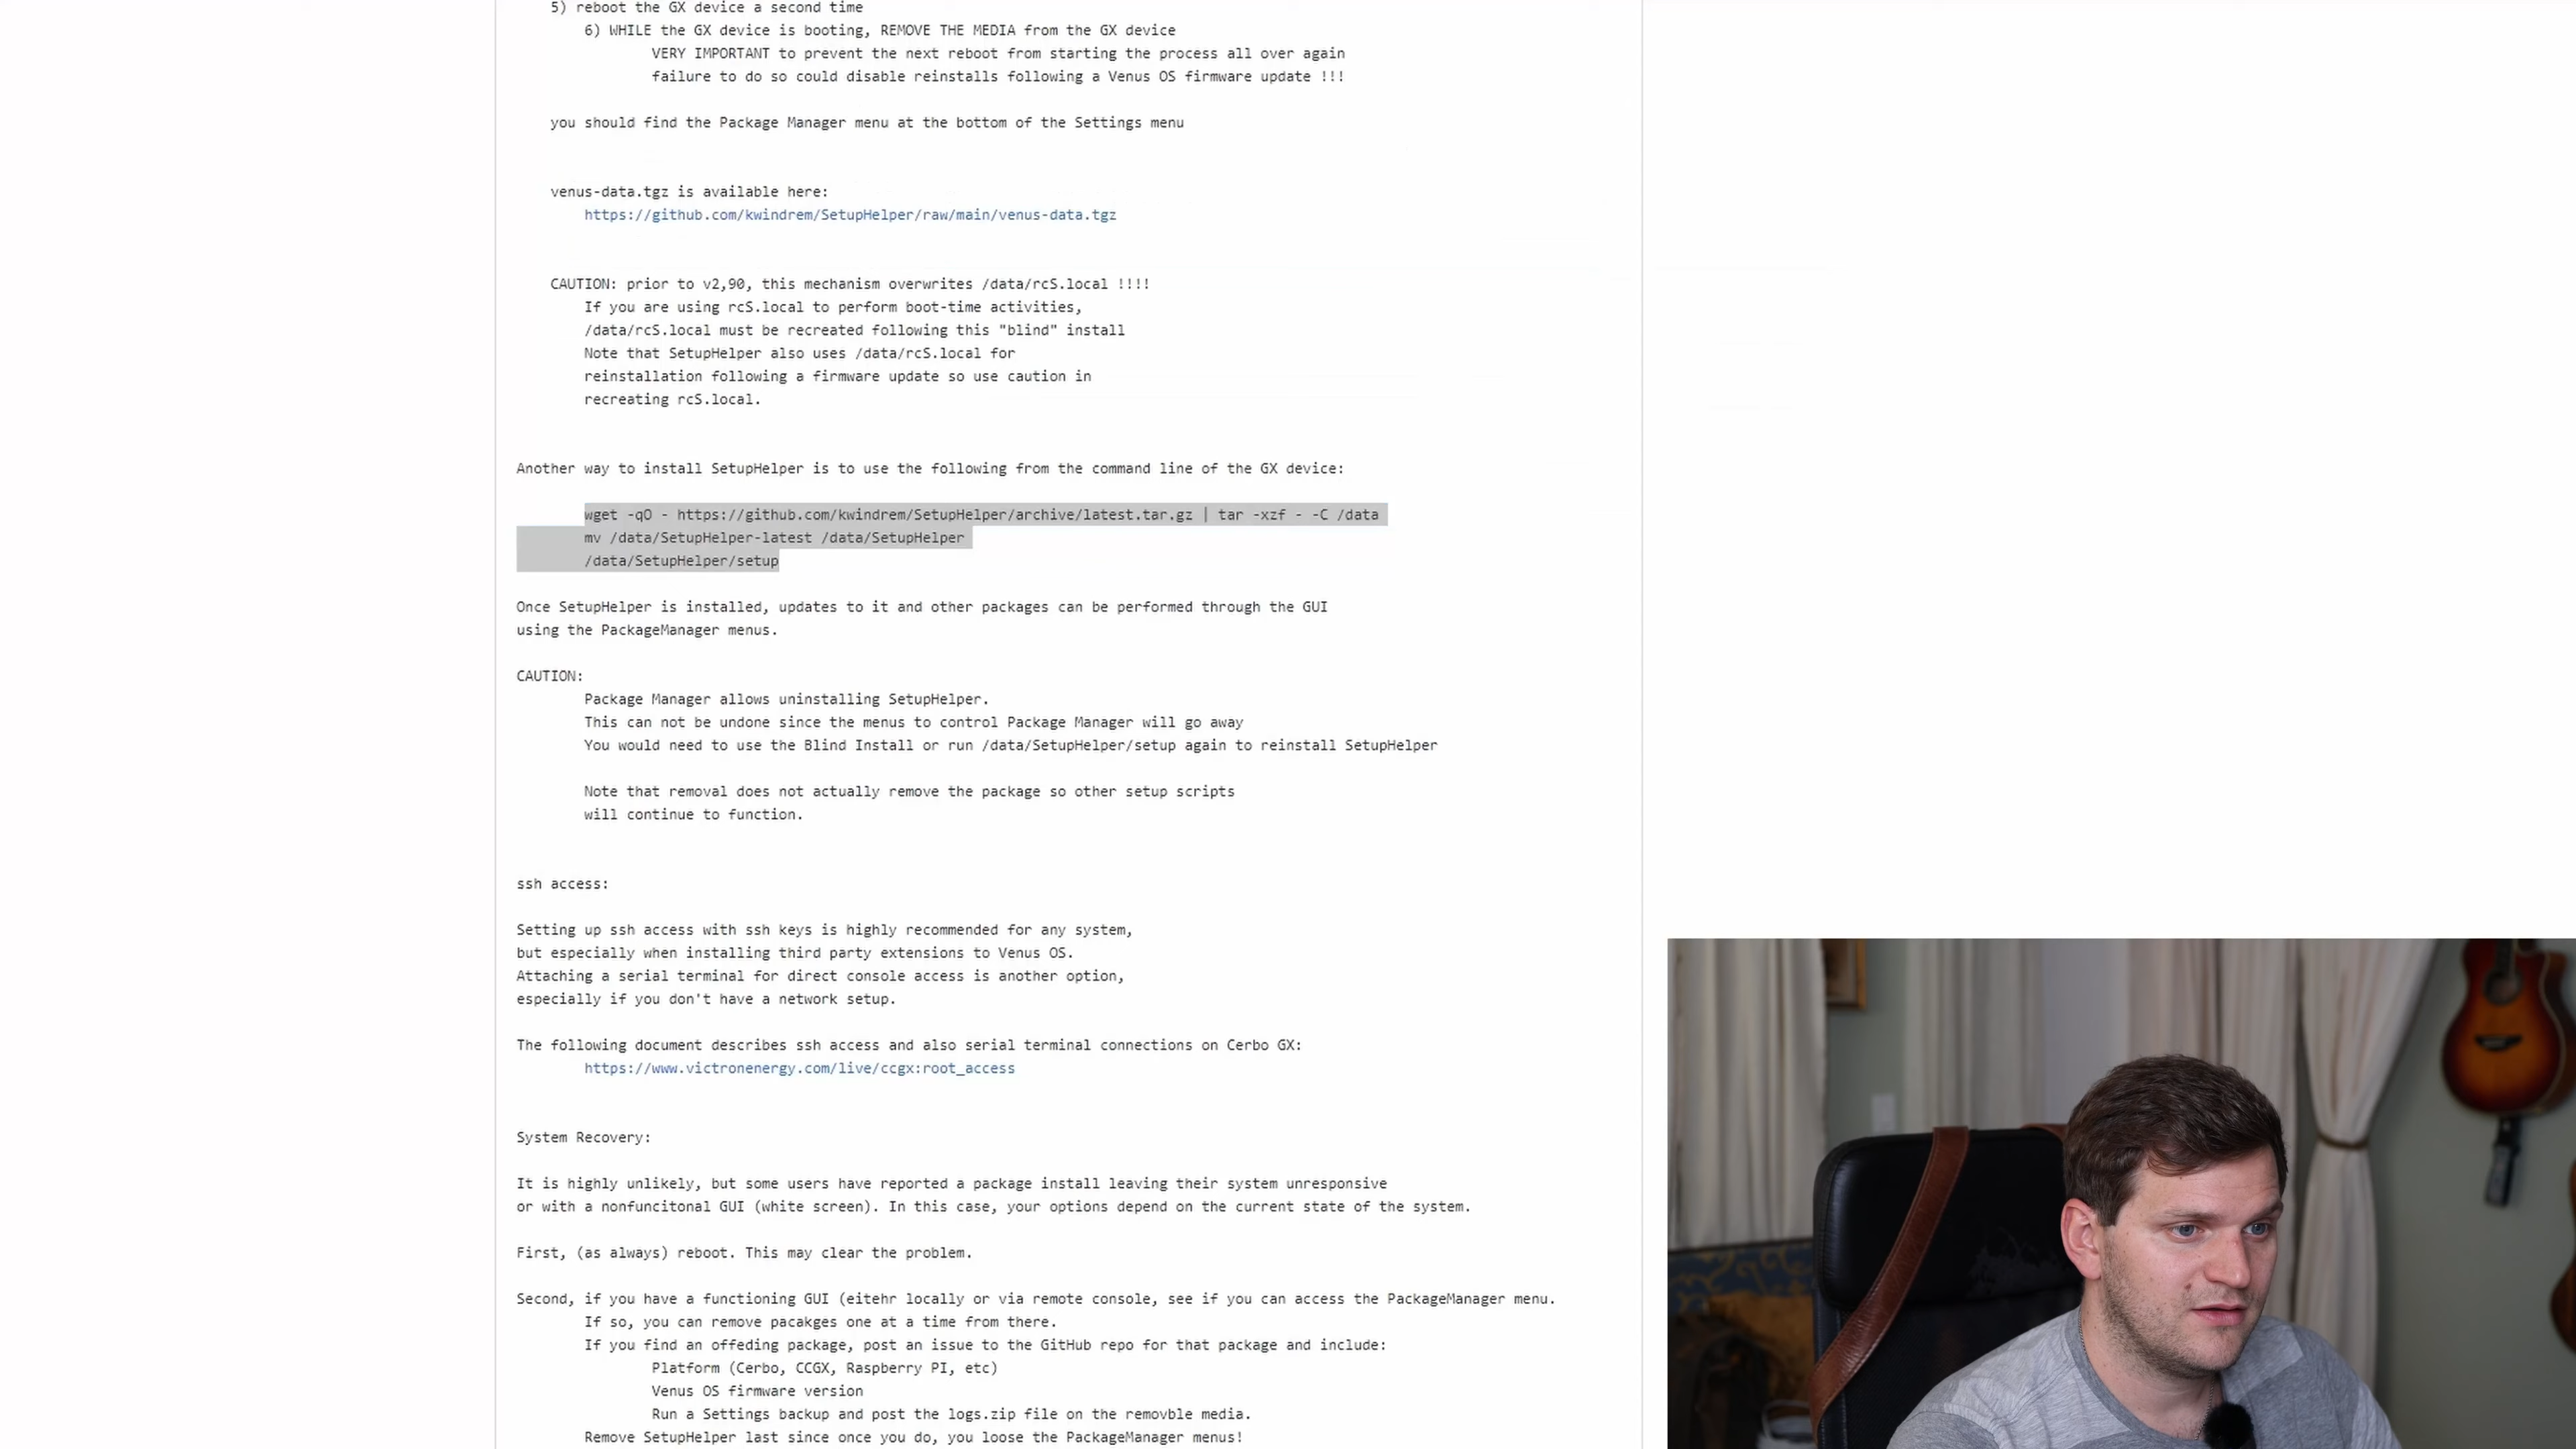 5) reboot the GX device a second time
6) WHILE the GX device is booting, REMOVE THE MEDIA from the GX device
VERY IMPORTANT to prevent the next reboot from starting the process all over again
failure to do so could disable reinstalls following a Venus OS firmware update !!!
you should find the Package Manager menu at the bottom of the Settings menu
venus-data.tgz is available here:
https://github.com/kwindrem/SetupHelper/raw/main/venus-data.tgz
CAUTION: prior to v2,90, this mechanism overwrites /data/rcS.local !!!!
If you are using rcS.local to perform boot-time activities,
/data/rcS.local must be recreated following this "blind" install
Note that SetupHelper also uses /data/rcS.local for
reinstallation following a firmware update so use caution in
recreating rcS.local.
Another way to install SetupHelper is to use the following from the command line of the GX device:
wget -qO - https://github.com/kwindrem/SetupHelper/archive/latest.tar.gz | tar -xzf - -C /data
mv /data/SetupHelper-latest /data/SetupHelper
/data/SetupHelper/setup
Once SetupHelper is installed, updates to it and other packages can be performed through the GUI
using the PackageManager menus.
CAUTION:
Package Manager allows uninstalling SetupHelper.
This can not be undone since the menus to control Package Manager will go away
You would need to use the Blind Install or run /data/SetupHelper/setup again to reinstall SetupHelper
Note that removal does not actually remove the package so other setup scripts
will continue to function.
ssh access:
Setting up ssh access with ssh keys is highly recommended for any system,
but especially when installing third party extensions to Venus OS.
Attaching a serial terminal for direct console access is another option,
especially if you don't have a network setup.
The following document describes ssh access and also serial terminal connections on Cerbo GX:
https://www.victronenergy.com/live/ccgx:root_access
System Recovery:
It is highly unlikely, but some users have reported a package install leaving their system unresponsive
or with a nonfuncitonal GUI (white screen). In this case, your options depend on the current state of the system.
First, (as always) reboot. This may clear the problem.
Second, if you have a functioning GUI (eitehr locally or via remote console, see if you can access the PackageManager menu.
If so, you can remove pacakges one at a time from there.
If you find an offeding package, post an issue to the GitHub repo for that package and include:
Platform (Cerbo, CCGX, Raspberry PI, etc)
Venus OS firmware version
Run a Settings backup and post the logs.zip file on the removble media.
Remove SetupHelper last since once you do, you loose the PackageManager menus!